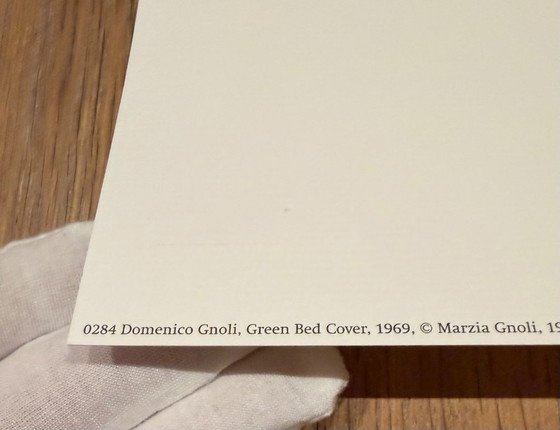 0284 Domenico Gnoli, Green Bed Cover, 1969, © Marzia Gnoli, 19